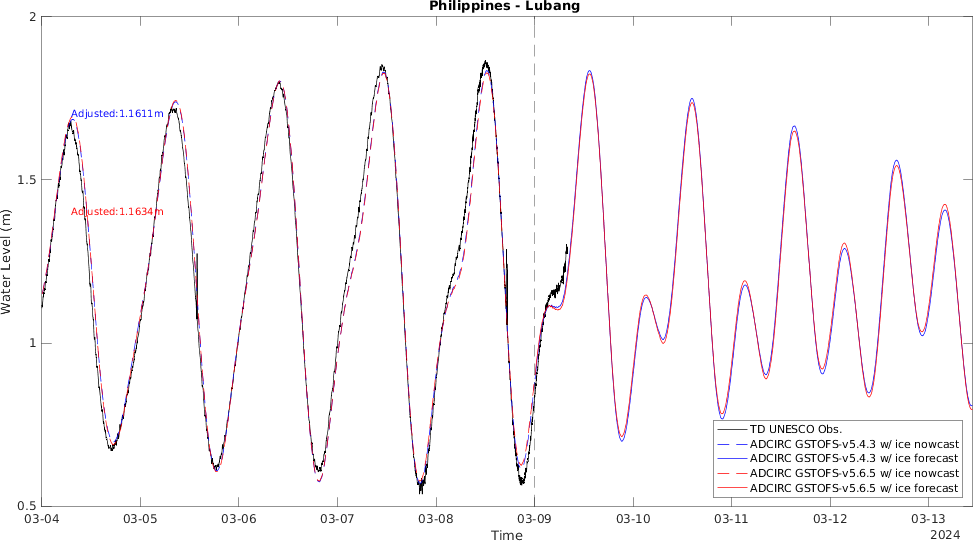 Philippines - Lubang
2
1.5
1
0.5
Water Level (m)
Adjusted:1.1611m
Adjusted:1.1634m
TD UNESCO Obs.
ADCIRC GSTOFS-v5.4.3 w/ ice nowcast
ADCIRC GSTOFS-v5.4.3 w/ ice forecast
ADCIRC GSTOFS-v5.6.5 w/ ice nowcast
ADCIRC GSTOFS-v5.6.5 w/ ice forecast
03-04 03-05 03-06 03-07 03-08 03-09 03-10 03-11 03-12 03-13
Time
2024